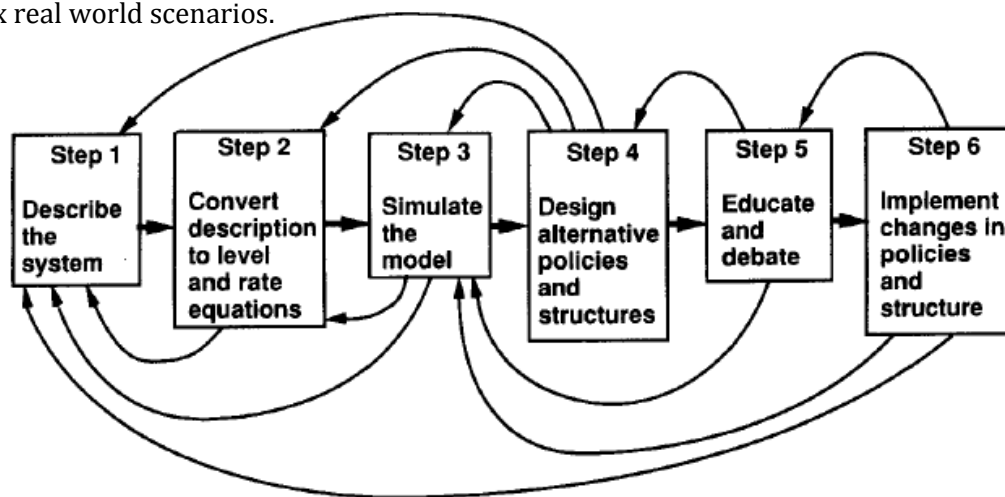 x real world scenarios.
Step 1
Describe
the
system
Step 2
Convert
description
to level
and rate
equations
Step 3
Simulate
the
model
Step 4
Design
alternative
policies
and
structures
Step 5
Educate
and
debate
Step 6
Implement
changes in
policies
and
structure